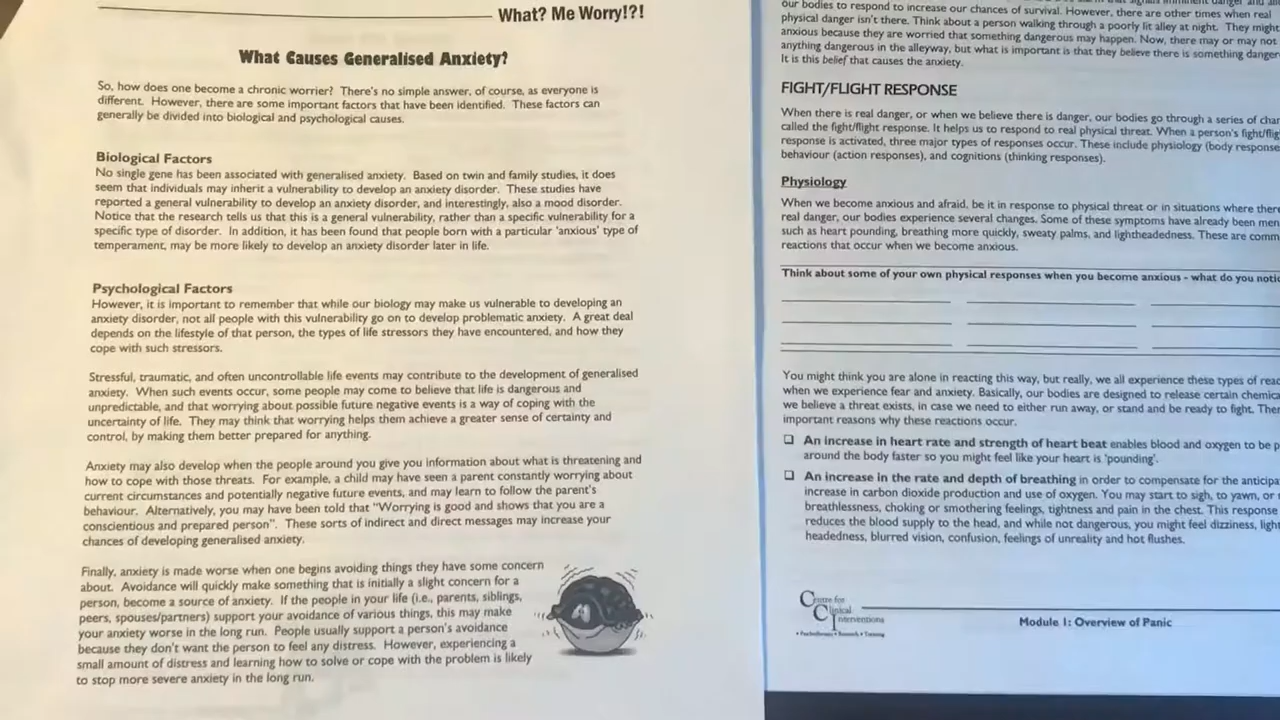 What? Me Worry!?!
What Causes Generalised Anxiety?
So, how does one become a chronic worrier? There's no simple answer, of course, as everyone is
different. However, there are some important factors that have been identified. These factors can
generally be divided into biological and psychological causes.
Biological Factors
No single gene has been associated with generalised anxiety. Based on twin and family studies, it does
seem that individuals may inherit a vulnerability to develop an anxiety disorder. These studies have
reported a general vulnerability to develop an anxiety disorder, and interestingly, also a mood disorder.
Notice that the research tells us that this is a general vulnerability, rather than a specific vulnerability for a
specific type of disorder. In addition, it has been found that people born with a particular 'anxious' type of
temperament, may be more likely to develop an anxiety disorder later in life.
Psychological Factors
However, it is important to remember that while our biology may make us vulnerable to developing an
anxiety disorder, not all people with this vulnerability go on to develop problematic anxiety. A great deal
depends on the lifestyle of that person, the types of life stressors they have encountered, and how they
cope with such stressors.
Stressful, traumatic, and often uncontrollable life events may contribute to the development of generalised
anxiety. When such events occur, some people may come to believe that life is dangerous and
unpredictable, and that worrying about possible future negative events is a way of coping with the
uncertainty of life. They may think that worrying helps them achieve a greater sense of certainty and
control, by making them better prepared for anything.
Anxiety may also develop when the people around you give you information about what is threatening and
how to cope with those threats. For example, a child may have seen a parent constantly worrying about
current circumstances and potentially negative future events, and may learn to follow the parent's
behaviour. Alternatively, you may have been told that "Worrying is good and shows that you are a
conscientious and prepared person". These sorts of indirect and direct messages may increase your
chances of developing generalised anxiety.
Finally, anxiety is made worse when one begins avoiding things they have some concern
about. Avoidance will quickly make something that is initially a slight concern for a
person, become a source of anxiety. If the people in your life (i.e., parents, siblings,
peers, spouses/partners) support your avoidance of various things, this may make
your anxiety worse in the long run. People usually support a person's avoidance
because they don't want the person to feel any distress. However, experiencing a
small amount of distress and learning how to solve or cope with the problem is likely
to stop more severe anxiety in the long run.
our bodies to respond to increase our chances of survival. However, there are other times when real
physical danger isn't there. Think about a person walking through a poorly lit alley at night. They might
anxious because they are worried that something dangerous may happen. Now, there may or may not
anything dangerous in the alleyway, but what is important is that they believe there is something danger
It is this belief that causes the anxiety.
FIGHT/FLIGHT RESPONSE
When there is real danger, or when we believe there is danger, our bodies go through a series of char
called the fight/flight response. It helps us to respond to real physical threat. When a person's fight/flig
response is activated, three major types of responses occur. These include physiology (body response
behaviour (action responses), and cognitions (thinking responses).
Physiology
When we become anxious and afraid, be it in response to physical threat or in situations where there
real danger, our bodies experience several changes. Some of these symptoms have already been men
such as heart pounding, breathing more quickly, sweaty palms, and lightheadedness. These are comm
reactions that occur when we become anxious.
Think about some of your own physical responses when you become anxious - what do you notic
You might think you are alone in reacting this way, but really, we all experience these types of reac
when we experience fear and anxiety. Basically, our bodies are designed to release certain chemica
we believe a threat exists, in case we need to either run away, or stand and be ready to fight. Ther
important reasons why these reactions occur.
❑ An increase in heart rate and strength of heart beat enables blood and oxygen to be p
around the body faster so you might feel like your heart is 'pounding'.
❑ An increase in the rate and depth of breathing in order to compensate for the anticipa
increase in carbon dioxide production and use of oxygen. You may start to sigh, to yawn, or
breathlessness, choking or smothering feelings, tightness and pain in the chest. This response
reduces the blood supply to the head, and while not dangerous, you might feel dizziness, light
headedness, blurred vision, confusion, feelings of unreality and hot flushes.
Centre for
Clinical
Interventions
• Psychotherapy • Research • Training
Module 1: Overview of Panic